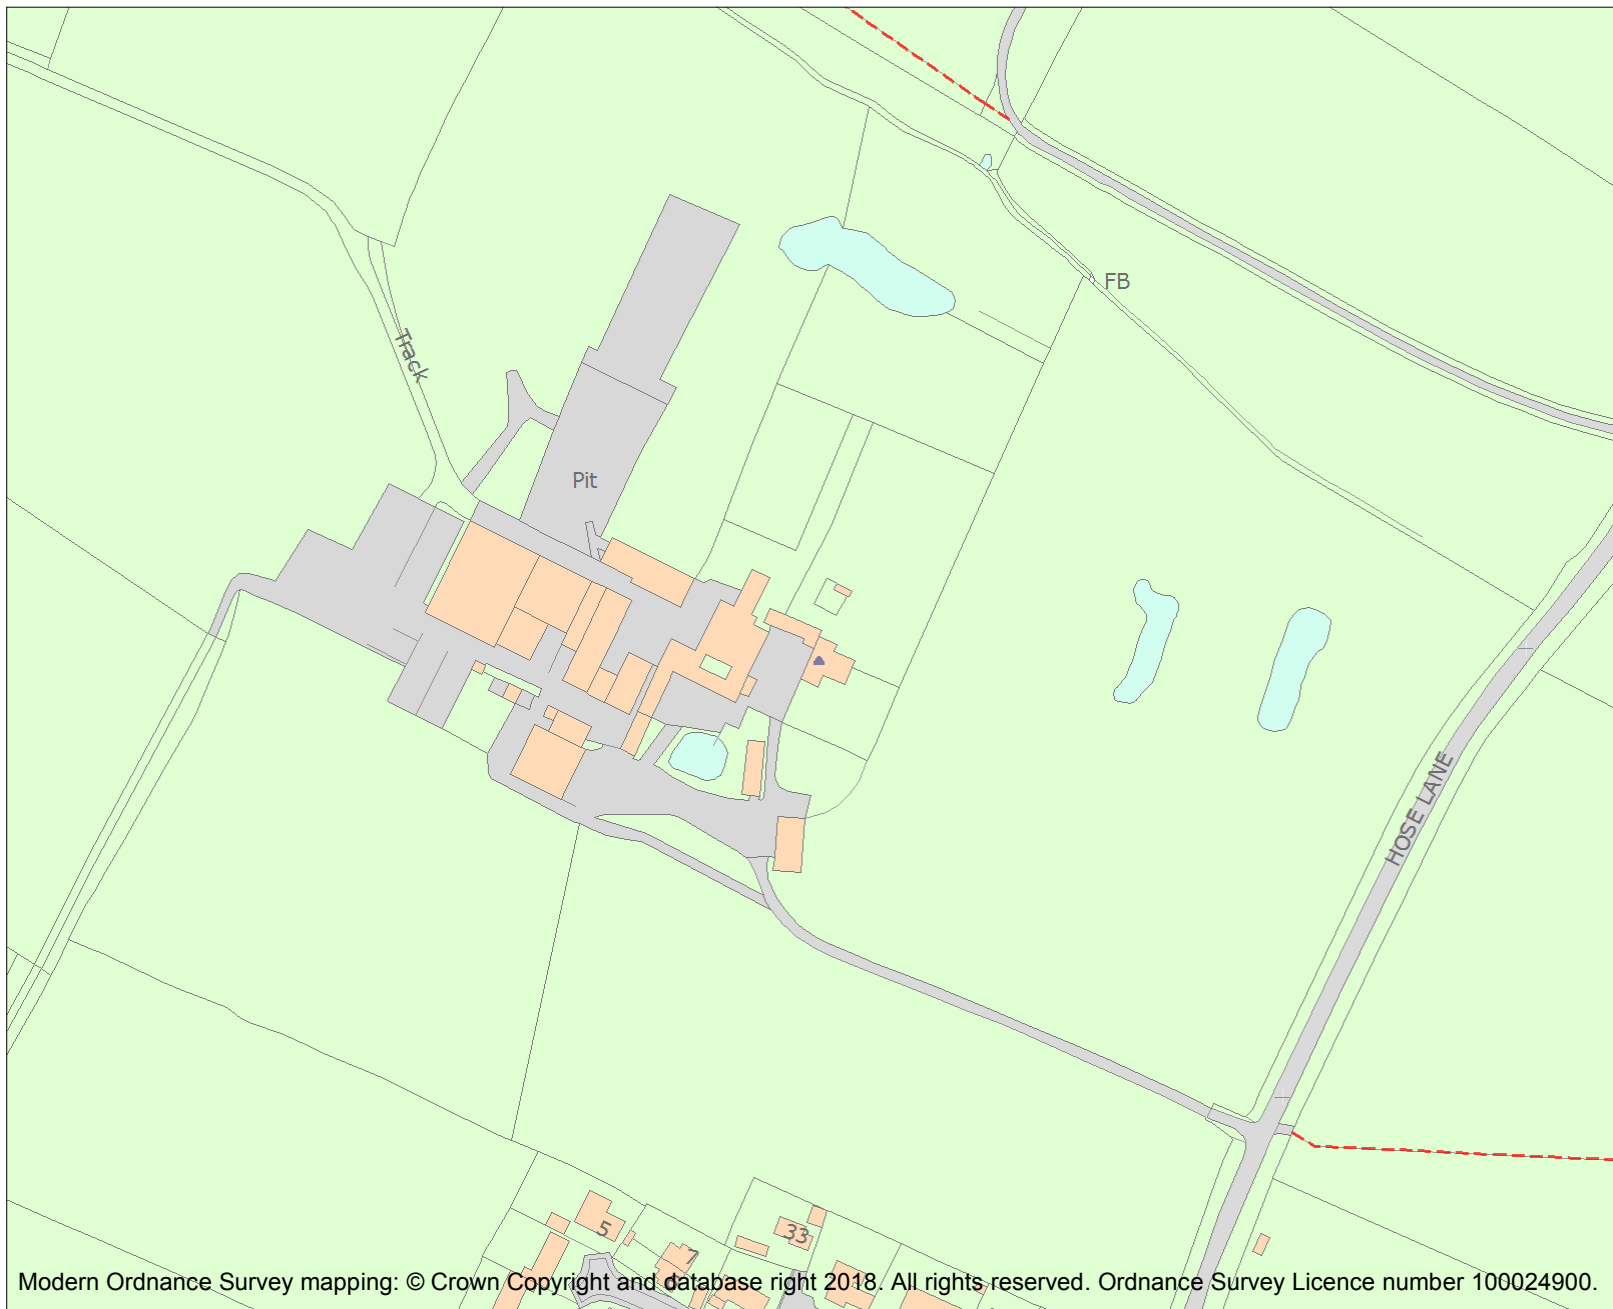 FB
Track
Pit
HOSE LANE
5
7
33
Modern Ordnance Survey mapping: © Crown Copyright and database right 2018. All rights reserved. Ordnance Survey Licence number 100024900.